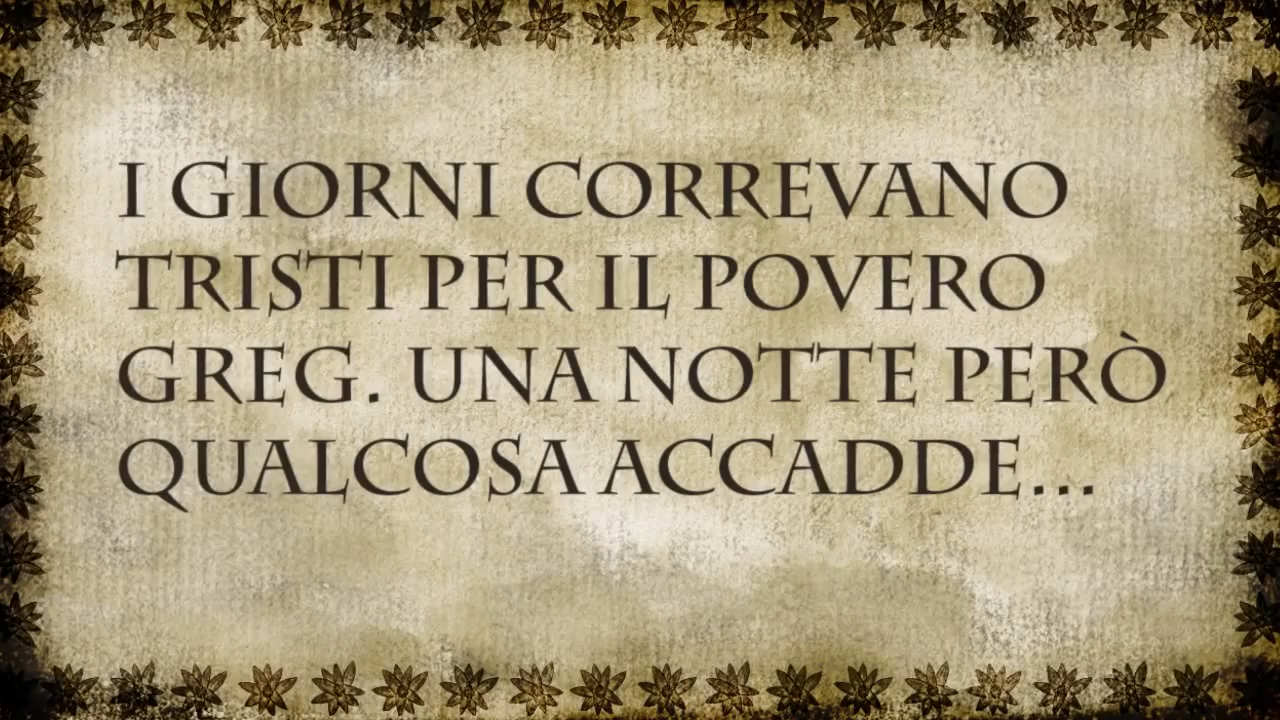 I GIORNI CORREVANO
TRISTI PER IL POVERO
GREG. UNA NOTTE PERÒ
QUALCOSA ACCADDE...